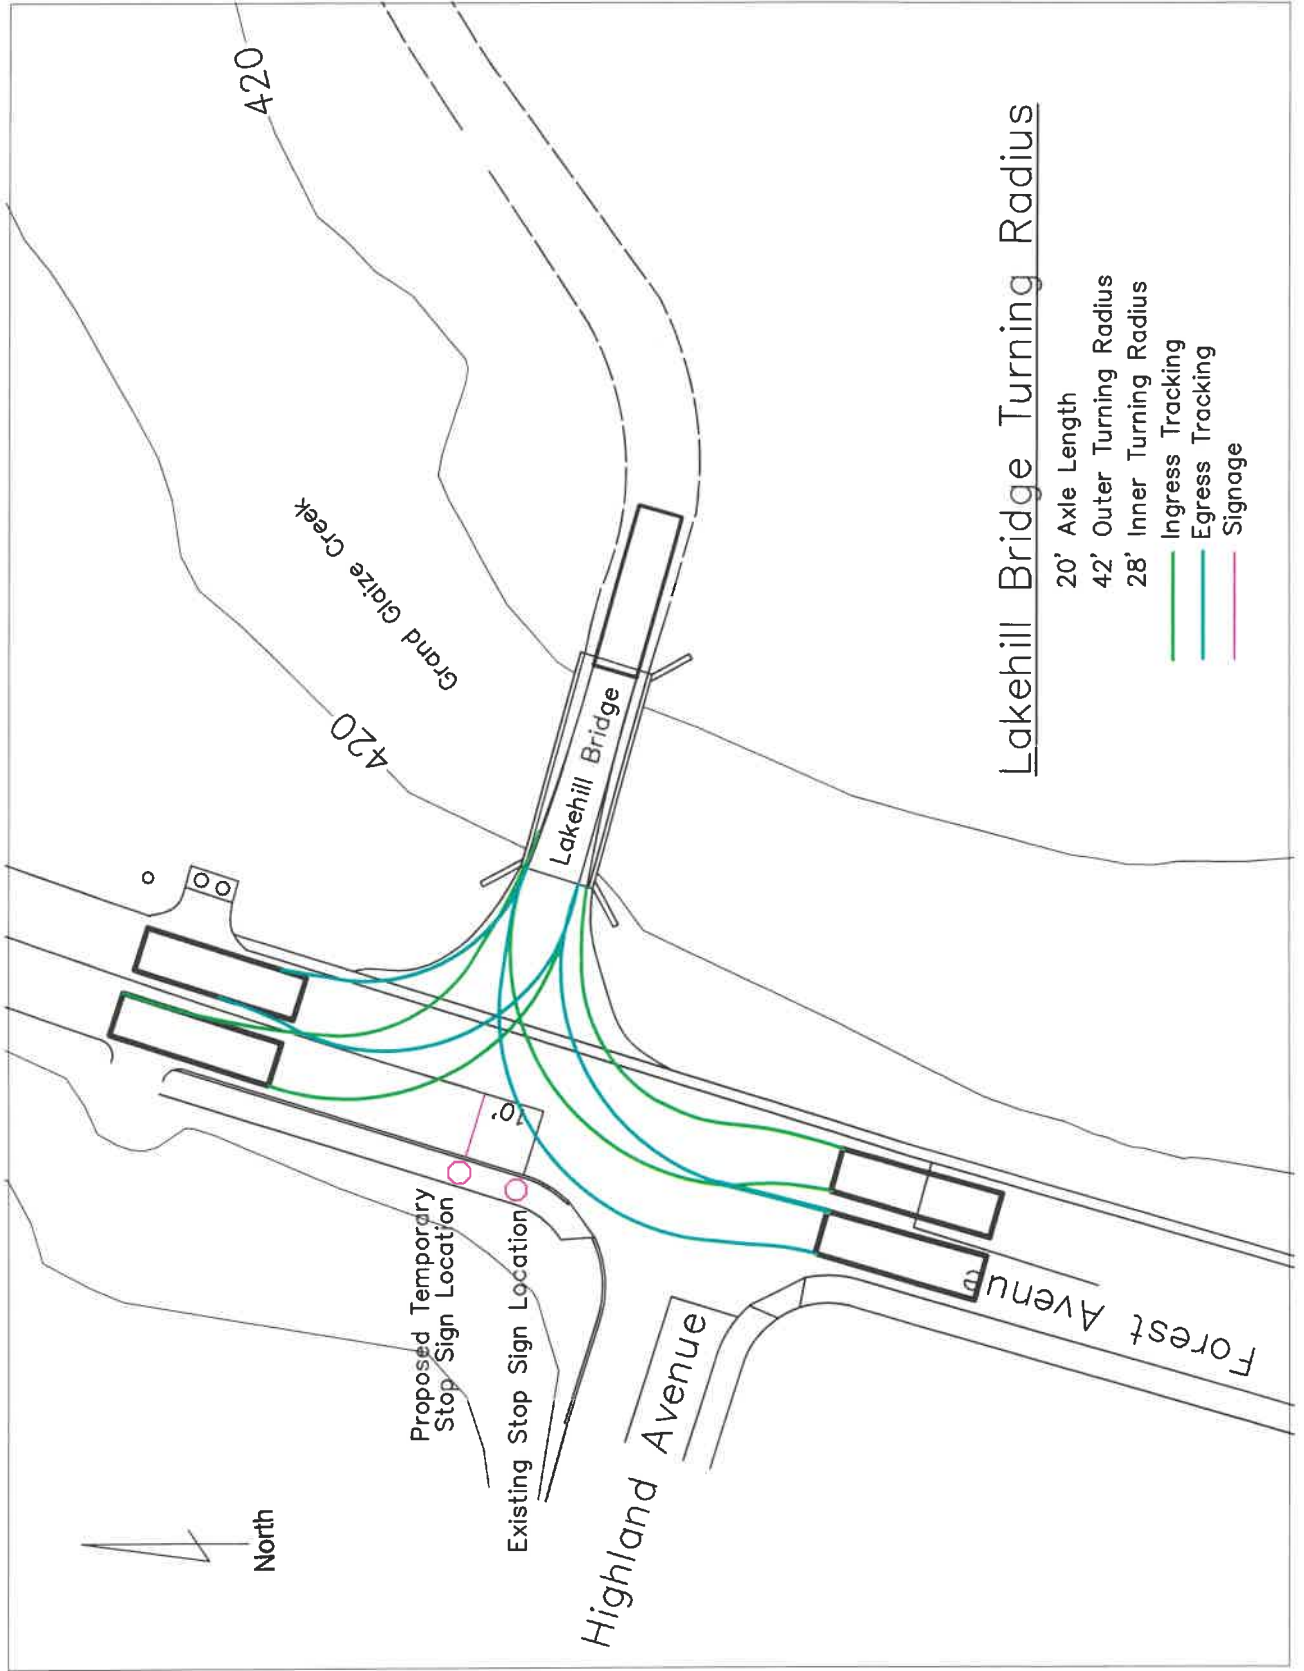 420
420
Grand Glaize Creek
Lakehill Bridge
10'
Proposed Temporary
Stop Sign Location
Existing Stop Sign Location
North
Highland Avenue
Forest Avenue
Lakehill Bridge Turning Radius
20' Axle Length
42' Outer Turning Radius
28' Inner Turning Radius
Ingress Tracking
Egress Tracking
Signage